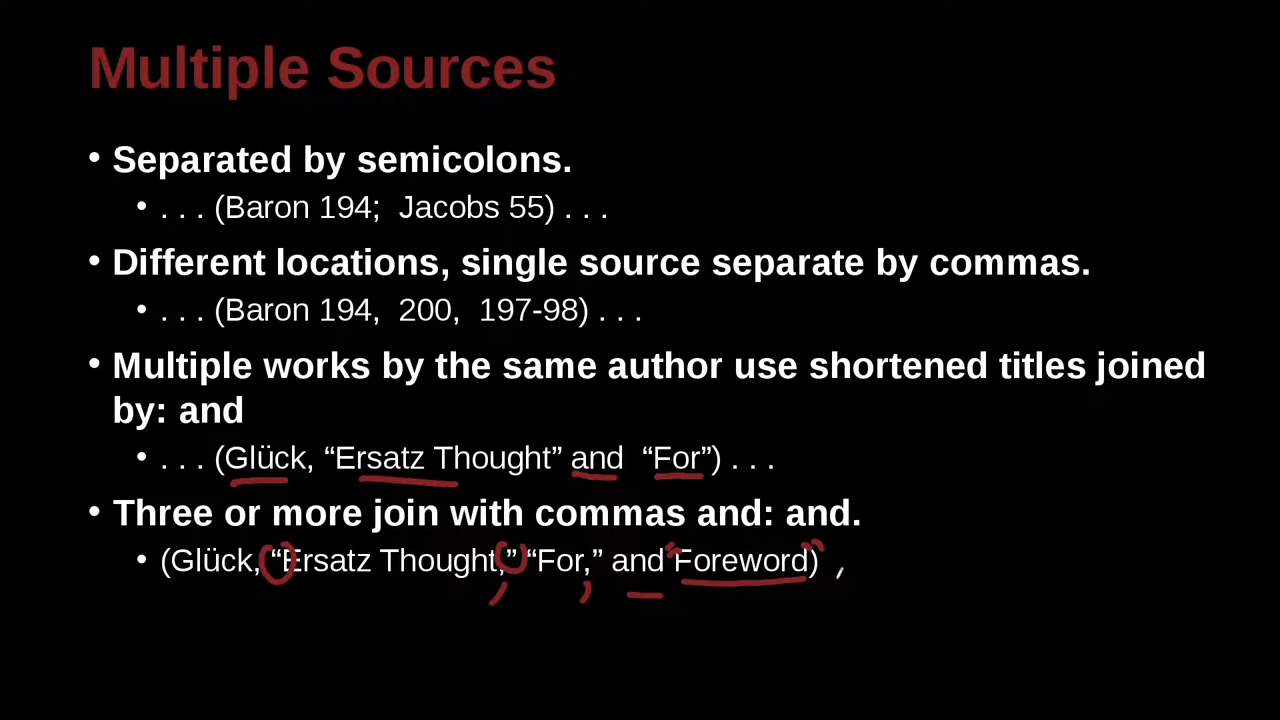 Multiple Sources
• Separated by semicolons.
• . . . (Baron 194;  Jacobs 55) . . .
• Different locations, single source separate by commas.
• . . . (Baron 194,  200,  197-98) . . .
• Multiple works by the same author use shortened titles joined
by: and
• . . . (Glück, “Ersatz Thought” and  “For”) . . .
• Three or more join with commas and: and.
• (Glück, “Ersatz Thought,” “For,” and "Foreword")